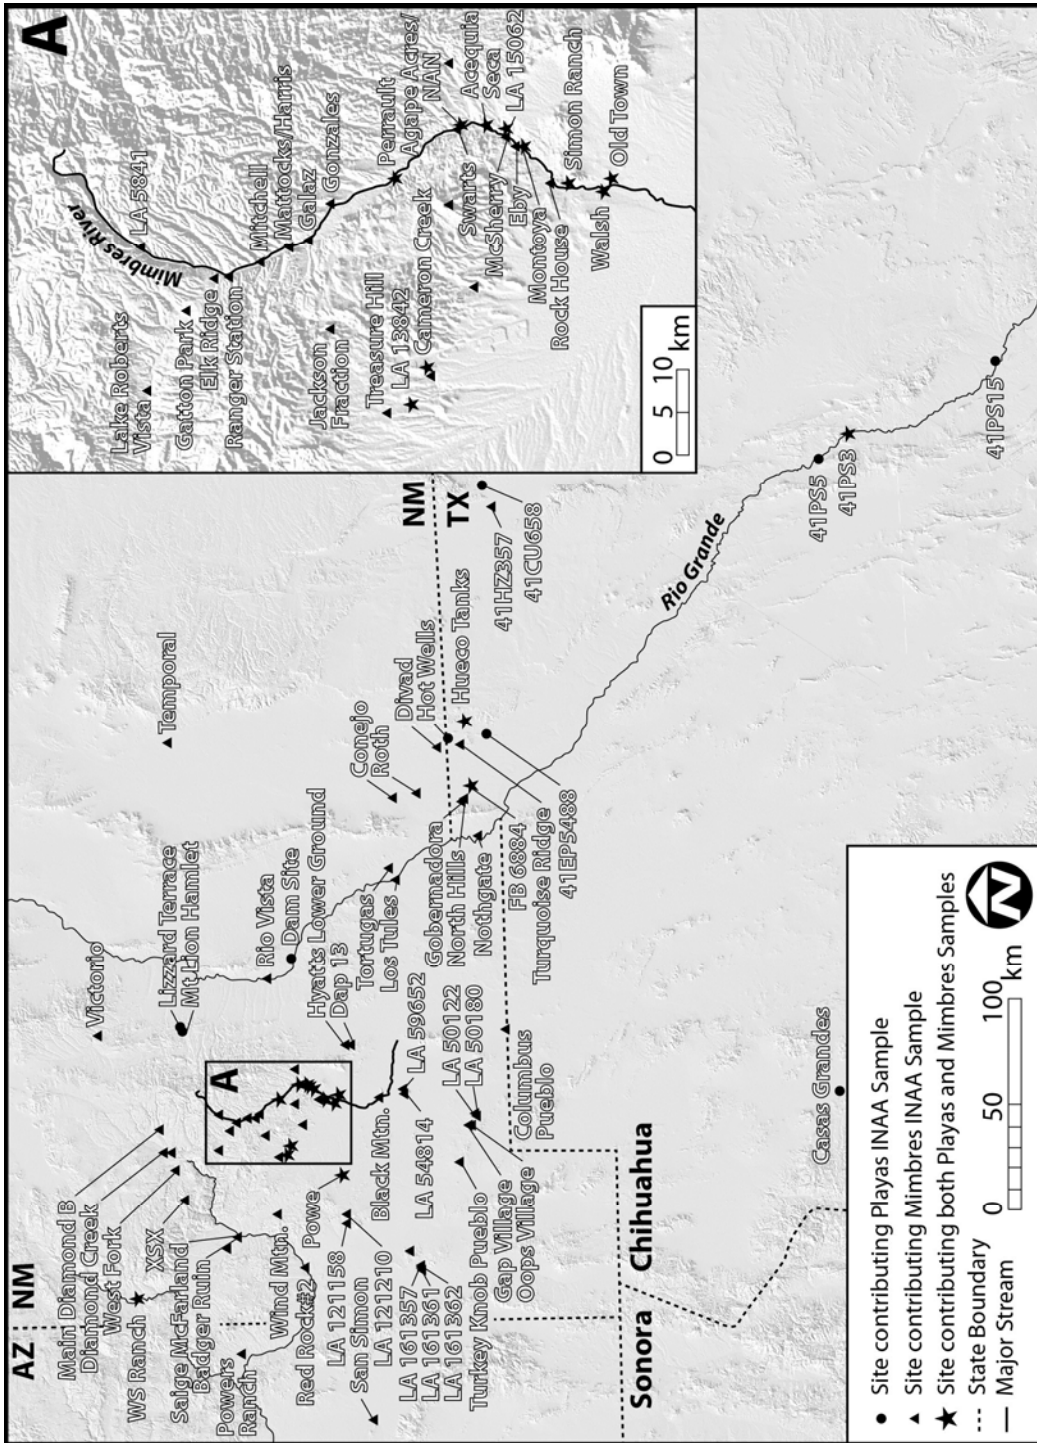 AZ NM
Main Diamond B
Diamond Creek
West Fork
WS Ranch
XSX
Saige McFarland
Badger Ruin
Powers
Ranch
Wind Mtn.
Red Rock#2
Powe
LA 121158
San Simon
LA 121210
Black Mtn.
LA 161357
LA 161361
LA 161362
LA 54814
LA 59652
Turkey Knob Pueblo
Gap Village
Oops Village
LA 50122
LA 50180
Columbus
Pueblo
Victorio
Lizzard Terrace
Mt Lion Hamlet
A
Rio Vista
Dam Site
Hyatts Lower Ground
Dap 13
Tortugas
Los Tules
Temporal
Conejo
Roth
Divad
Hot Wells
Hueco Tanks
Gobernadora
North Hills
Nothgate
FB 6884
Turquoise Ridge
41EP5488
NM
TX
41HZ357
41CU658
Rio Grande
41PS5
41PS3
41PS15
Sonora Chihuahua
Casas Grandes
A
Mimbres River
LA 5841
Lake Roberts
Vista
Gatton Park
Elk Ridge
Ranger Station
Mitchell
Mattocks/Harris
Galaz
Gonzales
Jackson
Fraction
Treasure Hill
LA 13842
Cameron Creek
Perrault
Agape Acres/
NAN
Acequia
Seca
LA 15062
Swarts
McSherry
Eby
Montoya
Rock House
Simon Ranch
Walsh
Old Town
0 5 10
km
Site contributing Playas INAA Sample
Site contributing Mimbres INAA Sample
Site contributing both Playas and Mimbres Samples
State Boundary
Major Stream
0 50 100
km
N